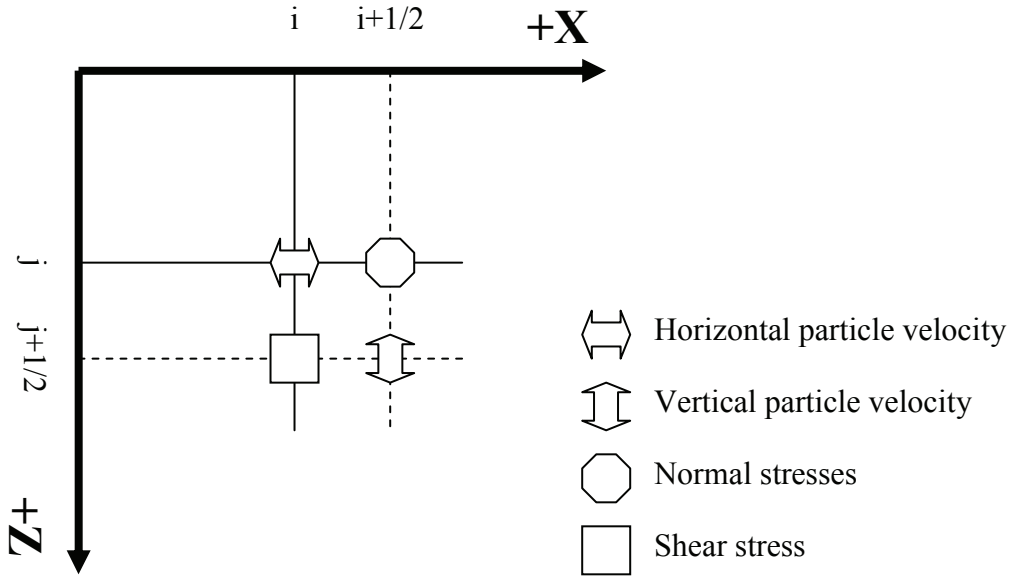 i
i+1/2
+X
j
j+1/2
+Z
Horizontal particle velocity
Vertical particle velocity
Normal stresses
Shear stress